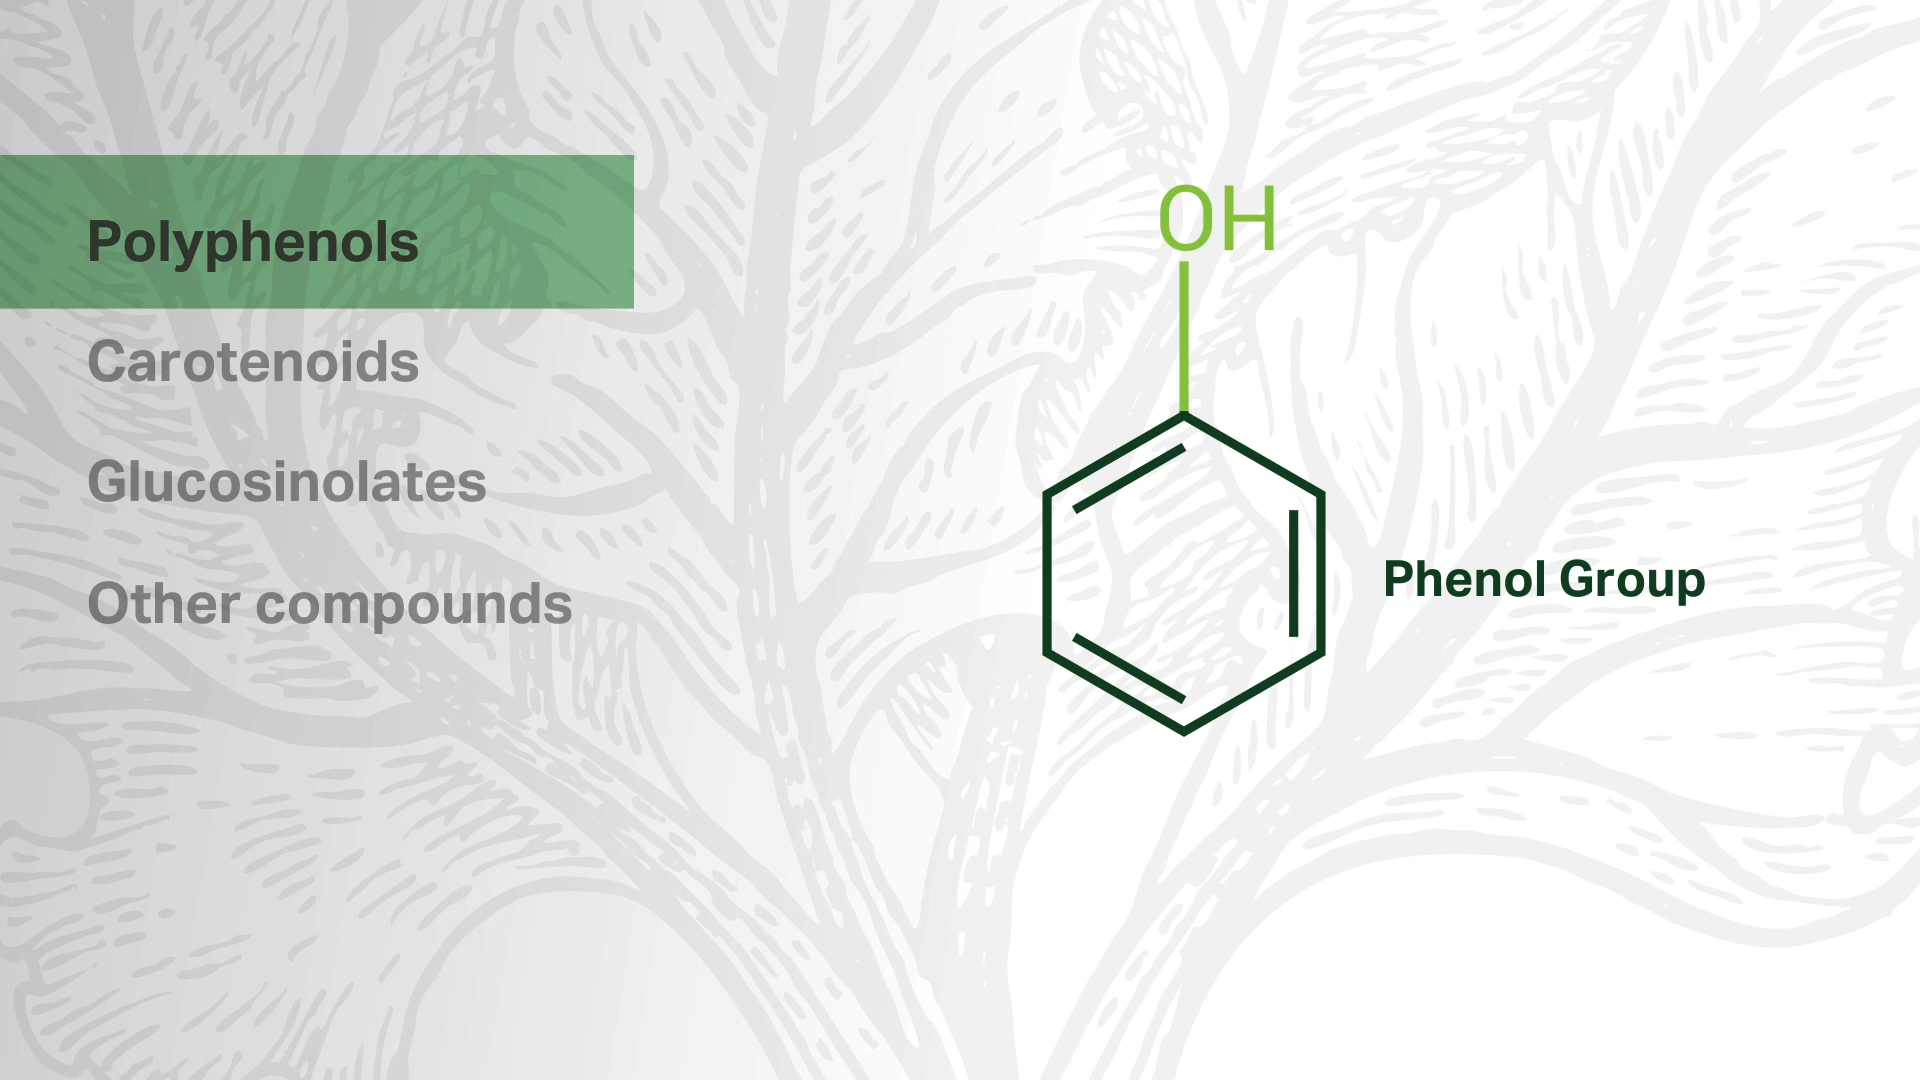 Polyphenols
Carotenoids
Glucosinolates
Other compounds
OH
Phenol Group